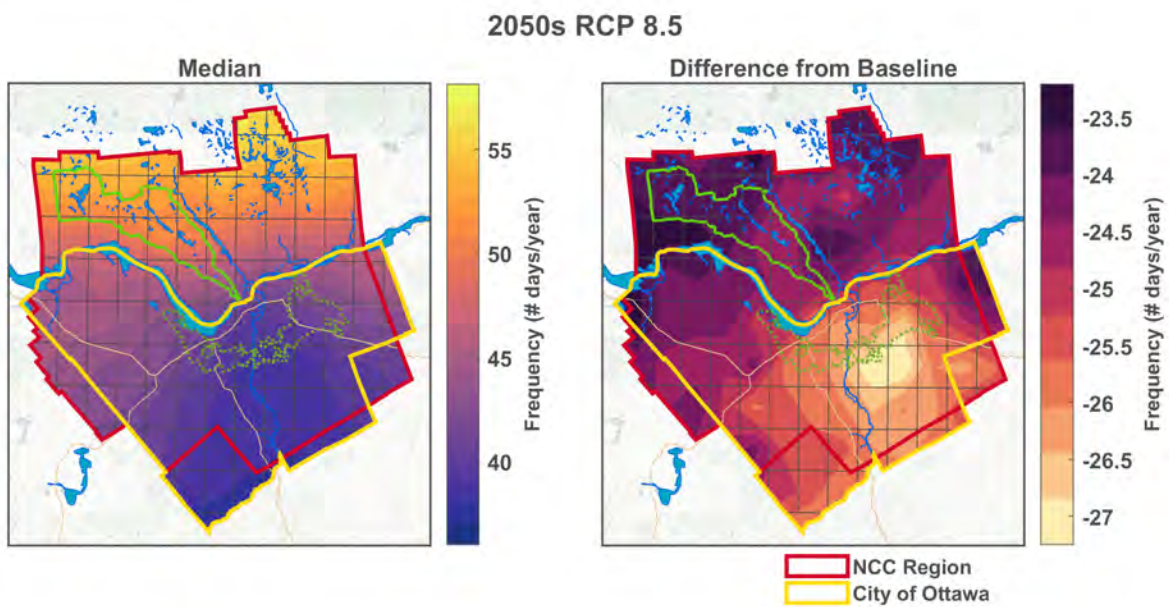 2050s RCP 8.5
Median
Difference from Baseline
55
50
45
40
Frequency (# days/year)
-23.5
-24
-24.5
-25
-25.5
-26
-26.5
-27
Frequency (# days/year)
NCC Region
City of Ottawa